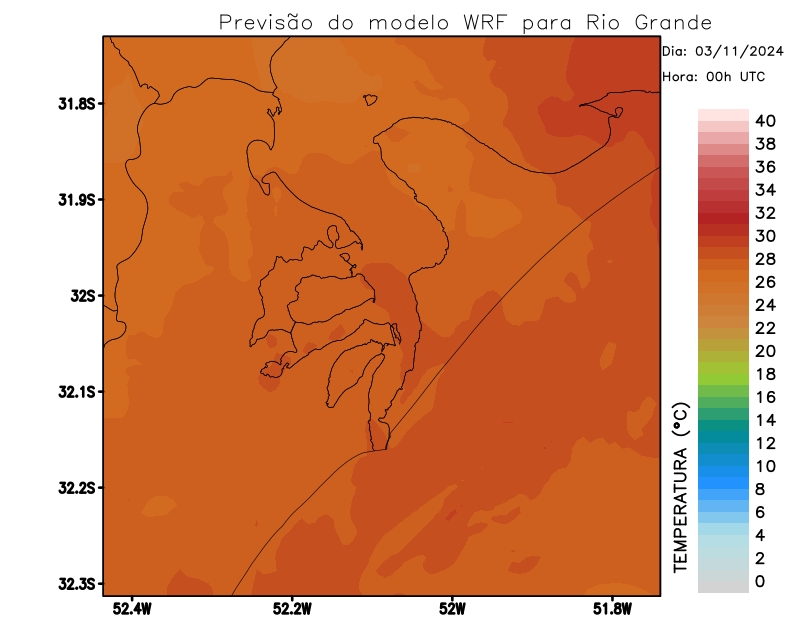 Previsão do modelo WRF para Rio Grande
Dia: 03/11/2024
Hora: 00h UTC
31.8S
31.9S
32S
32.1S
32.2S
32.3S
52.4W
52.2W
52W
51.8W
TEMPERATURA (°C)
40
38
36
34
32
30
28
26
24
22
20
18
16
14
12
10
8
6
4
2
0